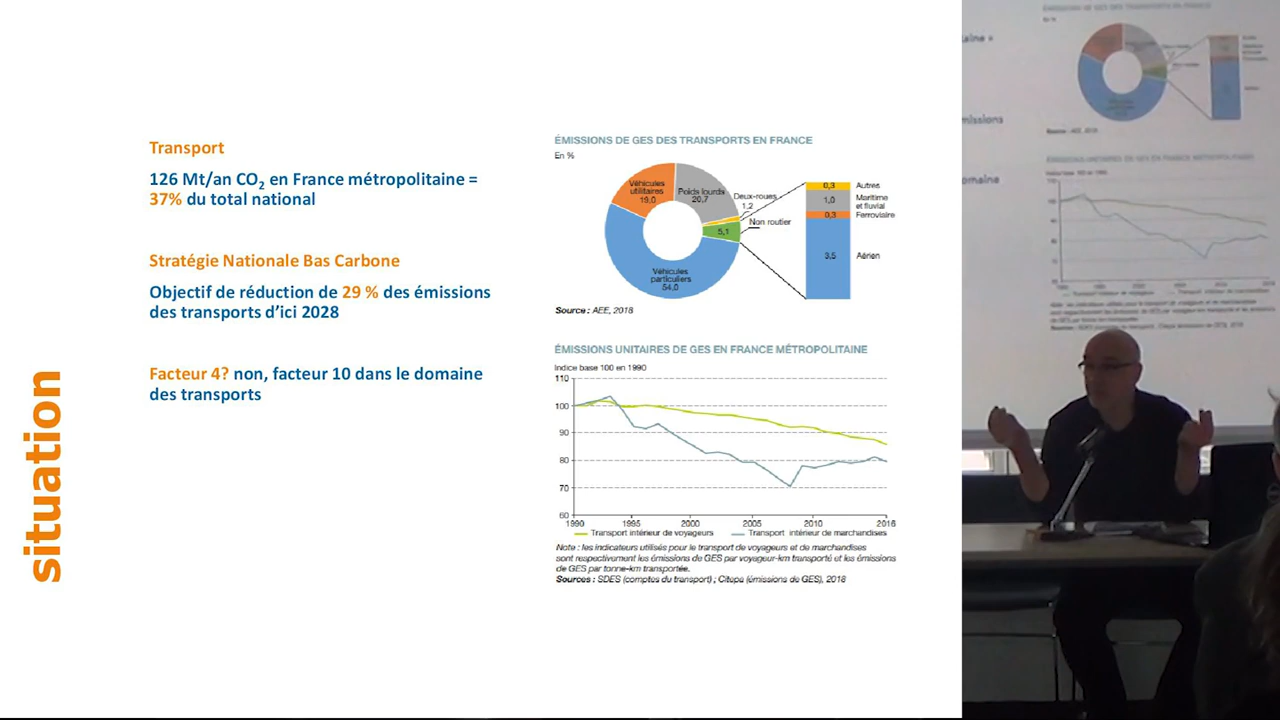 situation
Transport
126 Mt/an CO2 en France métropolitaine =
37% du total national
Stratégie Nationale Bas Carbone
Objectif de réduction de 29 % des émissions
des transports d'ici 2028
Facteur 4? non, facteur 10 dans le domaine
des transports
ÉMISSIONS DE GES DES TRANSPORTS EN FRANCE
En %
Véhicules
utilitaires
19,0
Poids lourds
20,7
Deux-roues
1,2
Non routier
5,1
Véhicules
particuliers
54,0
0,3 Autres
1,0 Maritime
et fluvial
0,3 Ferroviaire
3,5 Aérien
Source : AEE, 2018
ÉMISSIONS UNITAIRES DE GES EN FRANCE MÉTROPOLITAINE
Indice base 100 en 1990
110
100
90
80
70
60
1990 1995 2000 2005 2010 2016
Transport intérieur de voyageurs Transport intérieur de marchandises
Note : les indicateurs utilisés pour le transport de voyageurs et de marchandises
sont respectivement les émissions de GES par voyageur-km transporté et les émissions
de GES par tonne-km transportée.
Sources : SDES (comptes du transport) ; Citepa (émissions de GES), 2018